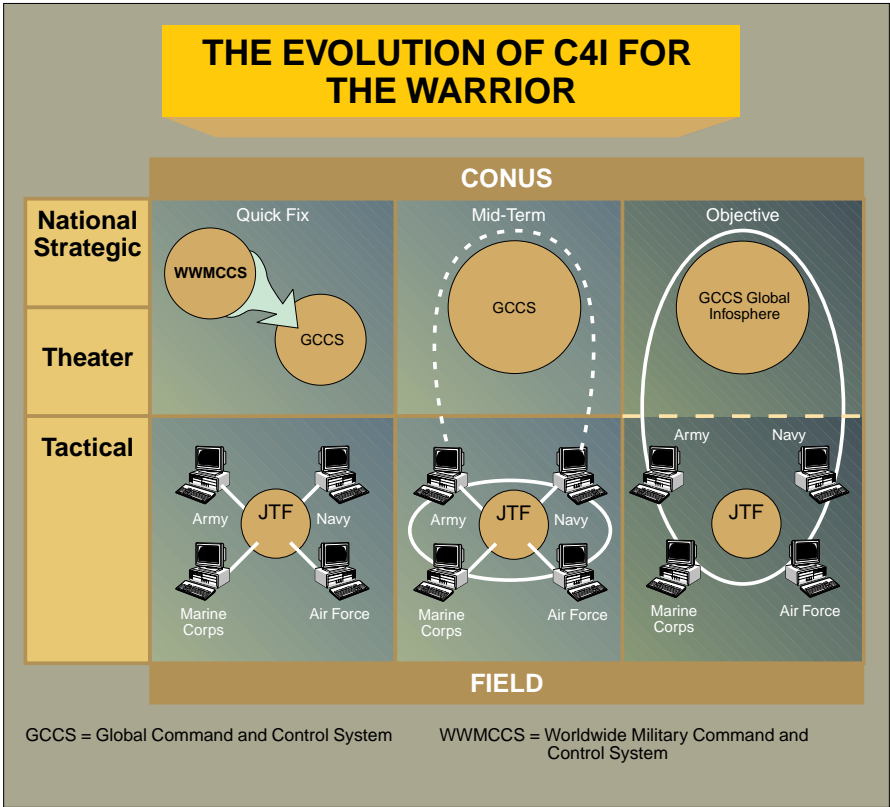 THE EVOLUTION OF C4I FOR
THE WARRIOR
CONUS
National
Strategic
Theater
Tactical
Quick Fix
WWMCCS
GCCS
Mid-Term
GCCS
Objective
GCCS Global
Infosphere
Army
JTF
Navy
Marine
Corps
Air Force
Army
JTF
Navy
Marine
Corps
Air Force
Army
Navy
JTF
Marine
Corps
Air Force
FIELD
GCCS = Global Command and Control System
WWMCCS = Worldwide Military Command and
Control System